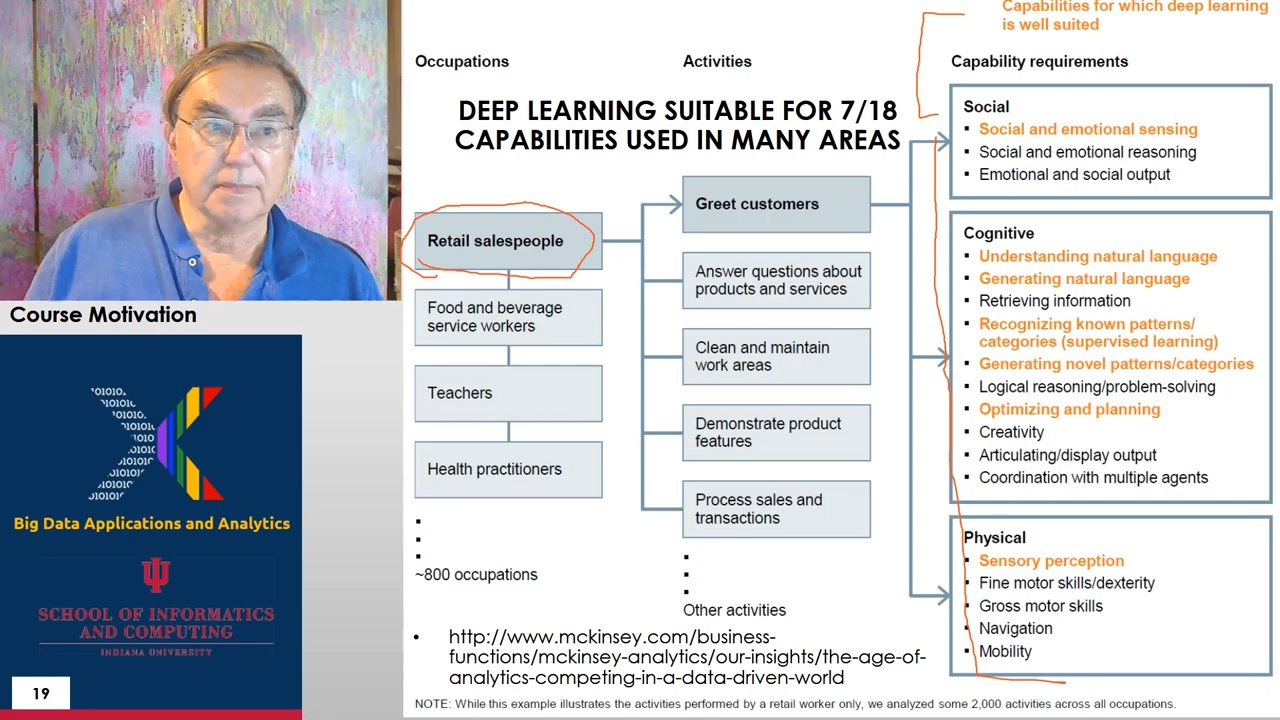 Capabilities for which deep learning
is well suited
Occupations
Activities
Capability requirements
DEEP LEARNING SUITABLE FOR 7/18
CAPABILITIES USED IN MANY AREAS
Retail salespeople
Food and beverage
service workers
Teachers
Health practitioners
~800 occupations
Greet customers
Answer questions about
products and services
Clean and maintain
work areas
Demonstrate product
features
Process sales and
transactions
Other activities
Social
▪ Social and emotional sensing
▪ Social and emotional reasoning
▪ Emotional and social output
Cognitive
▪ Understanding natural language
▪ Generating natural language
▪ Retrieving information
▪ Recognizing known patterns/
categories (supervised learning)
▪ Generating novel patterns/categories
▪ Logical reasoning/problem-solving
▪ Optimizing and planning
▪ Creativity
▪ Articulating/display output
▪ Coordination with multiple agents
Physical
▪ Sensory perception
▪ Fine motor skills/dexterity
▪ Gross motor skills
▪ Navigation
▪ Mobility
• http://www.mckinsey.com/business-
functions/mckinsey-analytics/our-insights/the-age-of-
analytics-competing-in-a-data-driven-world
NOTE: While this example illustrates the activities performed by a retail worker only, we analyzed some 2,000 activities across all occupations.
Course Motivation
Big Data Applications and Analytics
SCHOOL OF INFORMATICS
AND COMPUTING
INDIANA UNIVERSITY
19